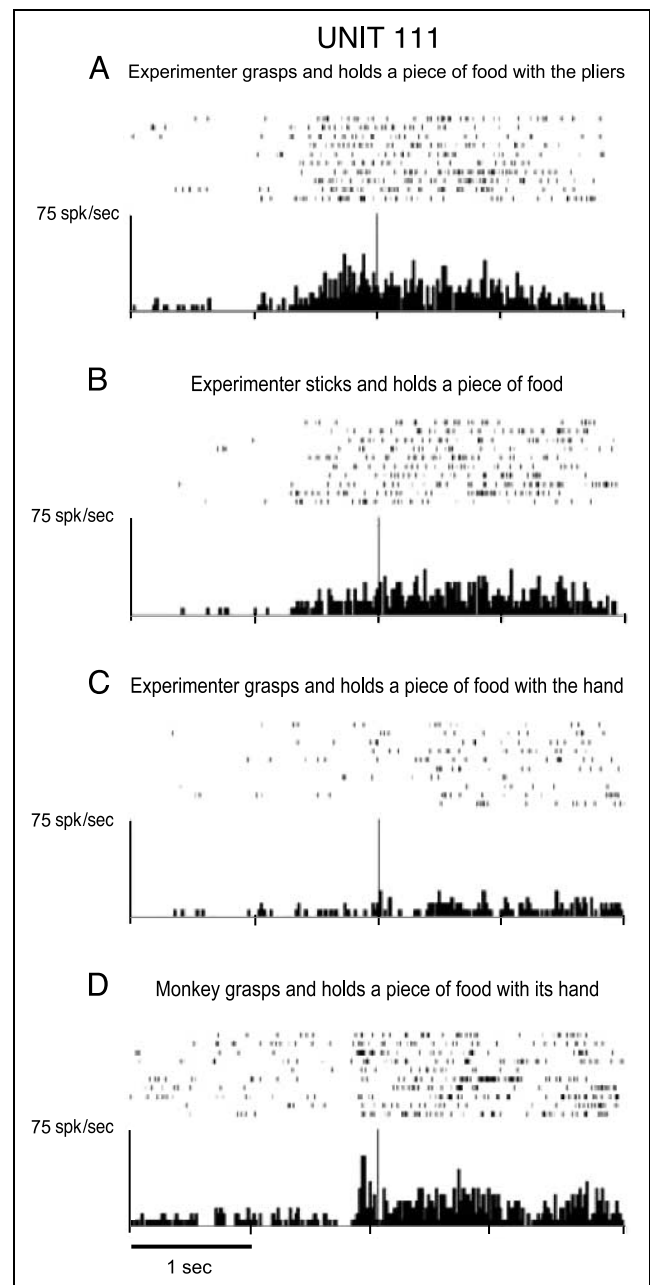 UNIT 111
A Experimenter grasps and holds a piece of food with the pliers
75 spk/sec
B Experimenter sticks and holds a piece of food
75 spk/sec
C Experimenter grasps and holds a piece of food with the hand
75 spk/sec
D Monkey grasps and holds a piece of food with its hand
75 spk/sec
1 sec